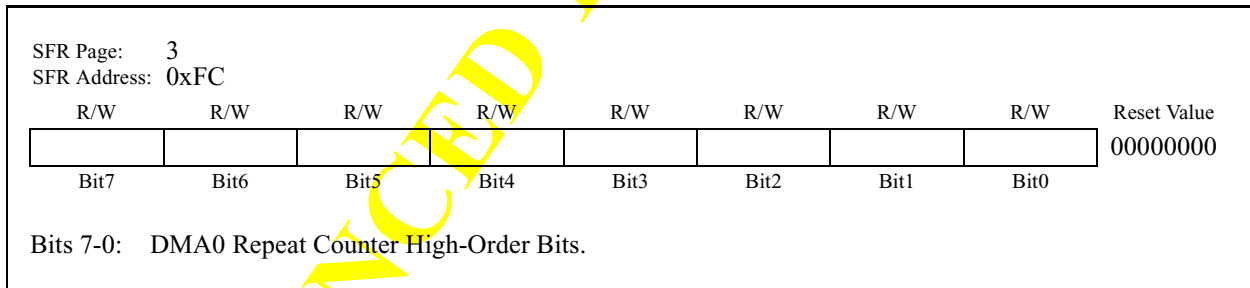 SFR Page: 3
SFR Address: 0xFC
R/W R/W R/W R/W R/W R/W R/W R/W Reset Value
00000000
Bit7 Bit6 Bit5 Bit4 Bit3 Bit2 Bit1 Bit0
Bits 7-0: DMA0 Repeat Counter High-Order Bits.
NCED